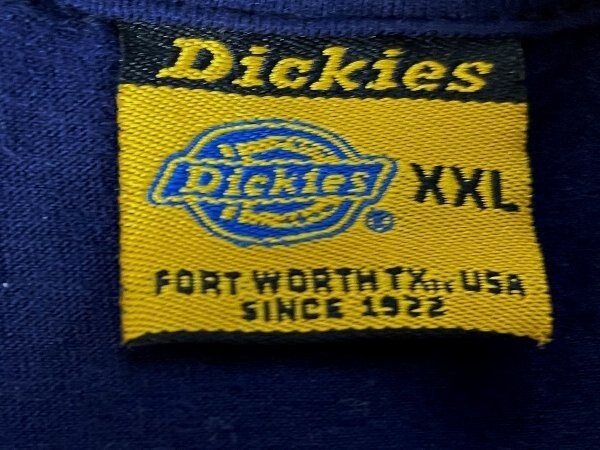 Dickies
Dickies ®
XXL
FORT WORTH TX USA
SINCE 1922